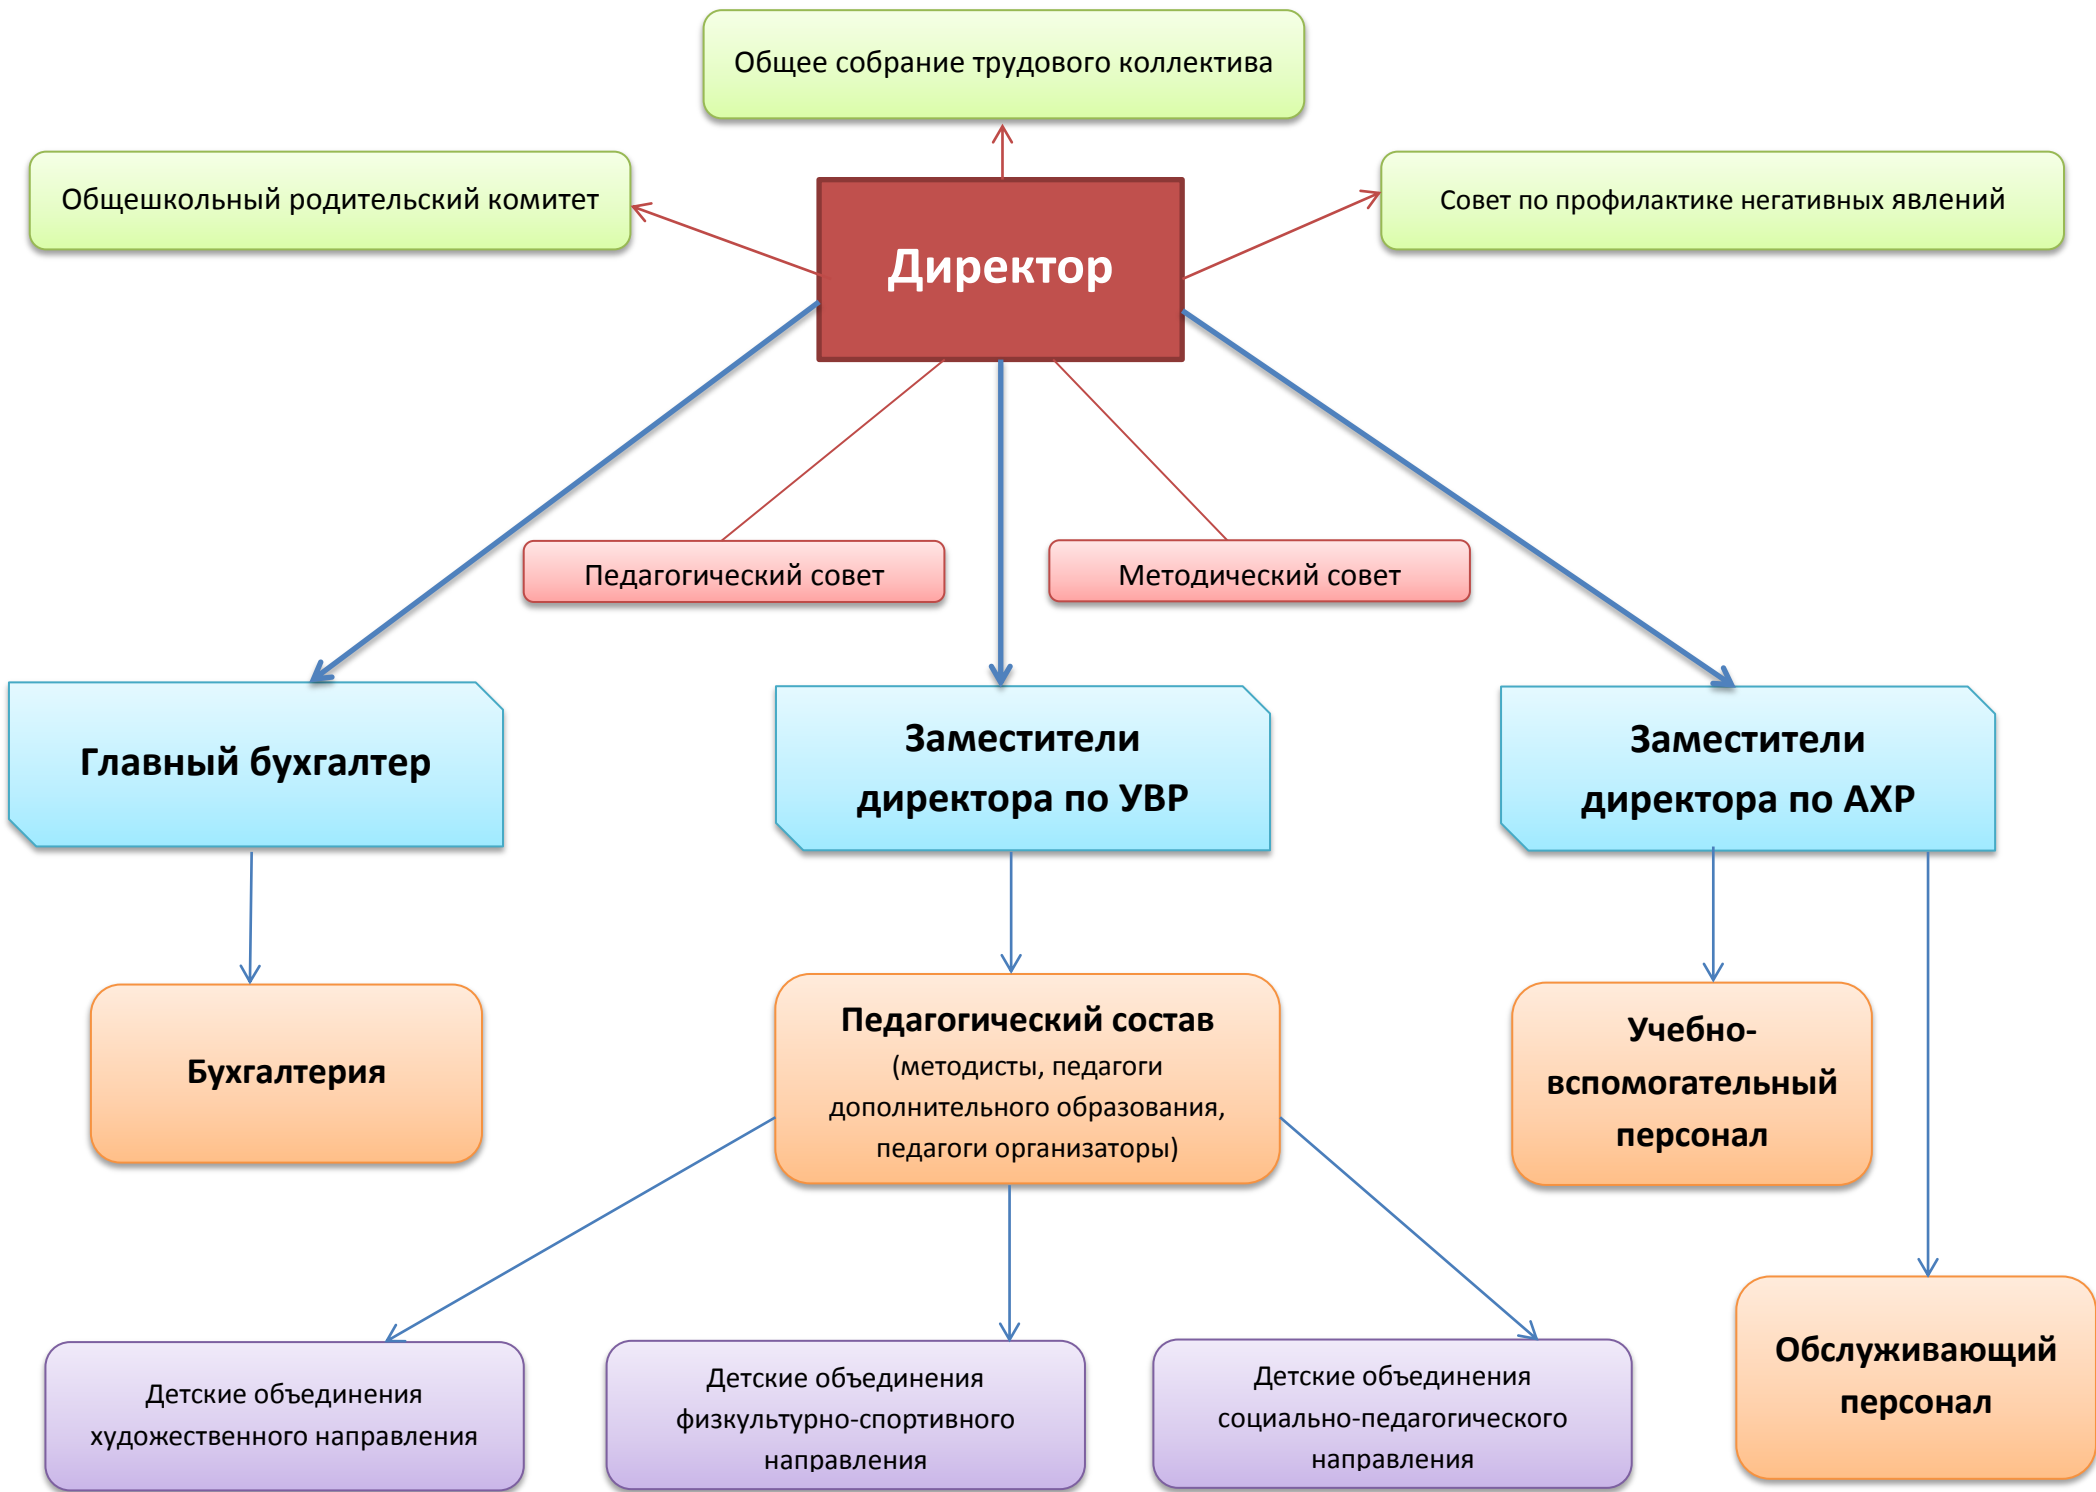 Общее собрание трудового коллектива
Общешкольный родительский комитет
Совет по профилактике негативных явлений
Директор
Педагогический совет
Методический совет
Главный бухгалтер
Заместители
директора по УВР
Заместители
директора по АХР
Бухгалтерия
Педагогический состав
(методисты, педагоги
дополнительного образования,
педагоги организаторы)
Учебно-
вспомогательный
персонал
Детские объединения
художественного направления
Детские объединения
физкультурно-спортивного
направления
Детские объединения
социально-педагогического
направления
Обслуживающий
персонал